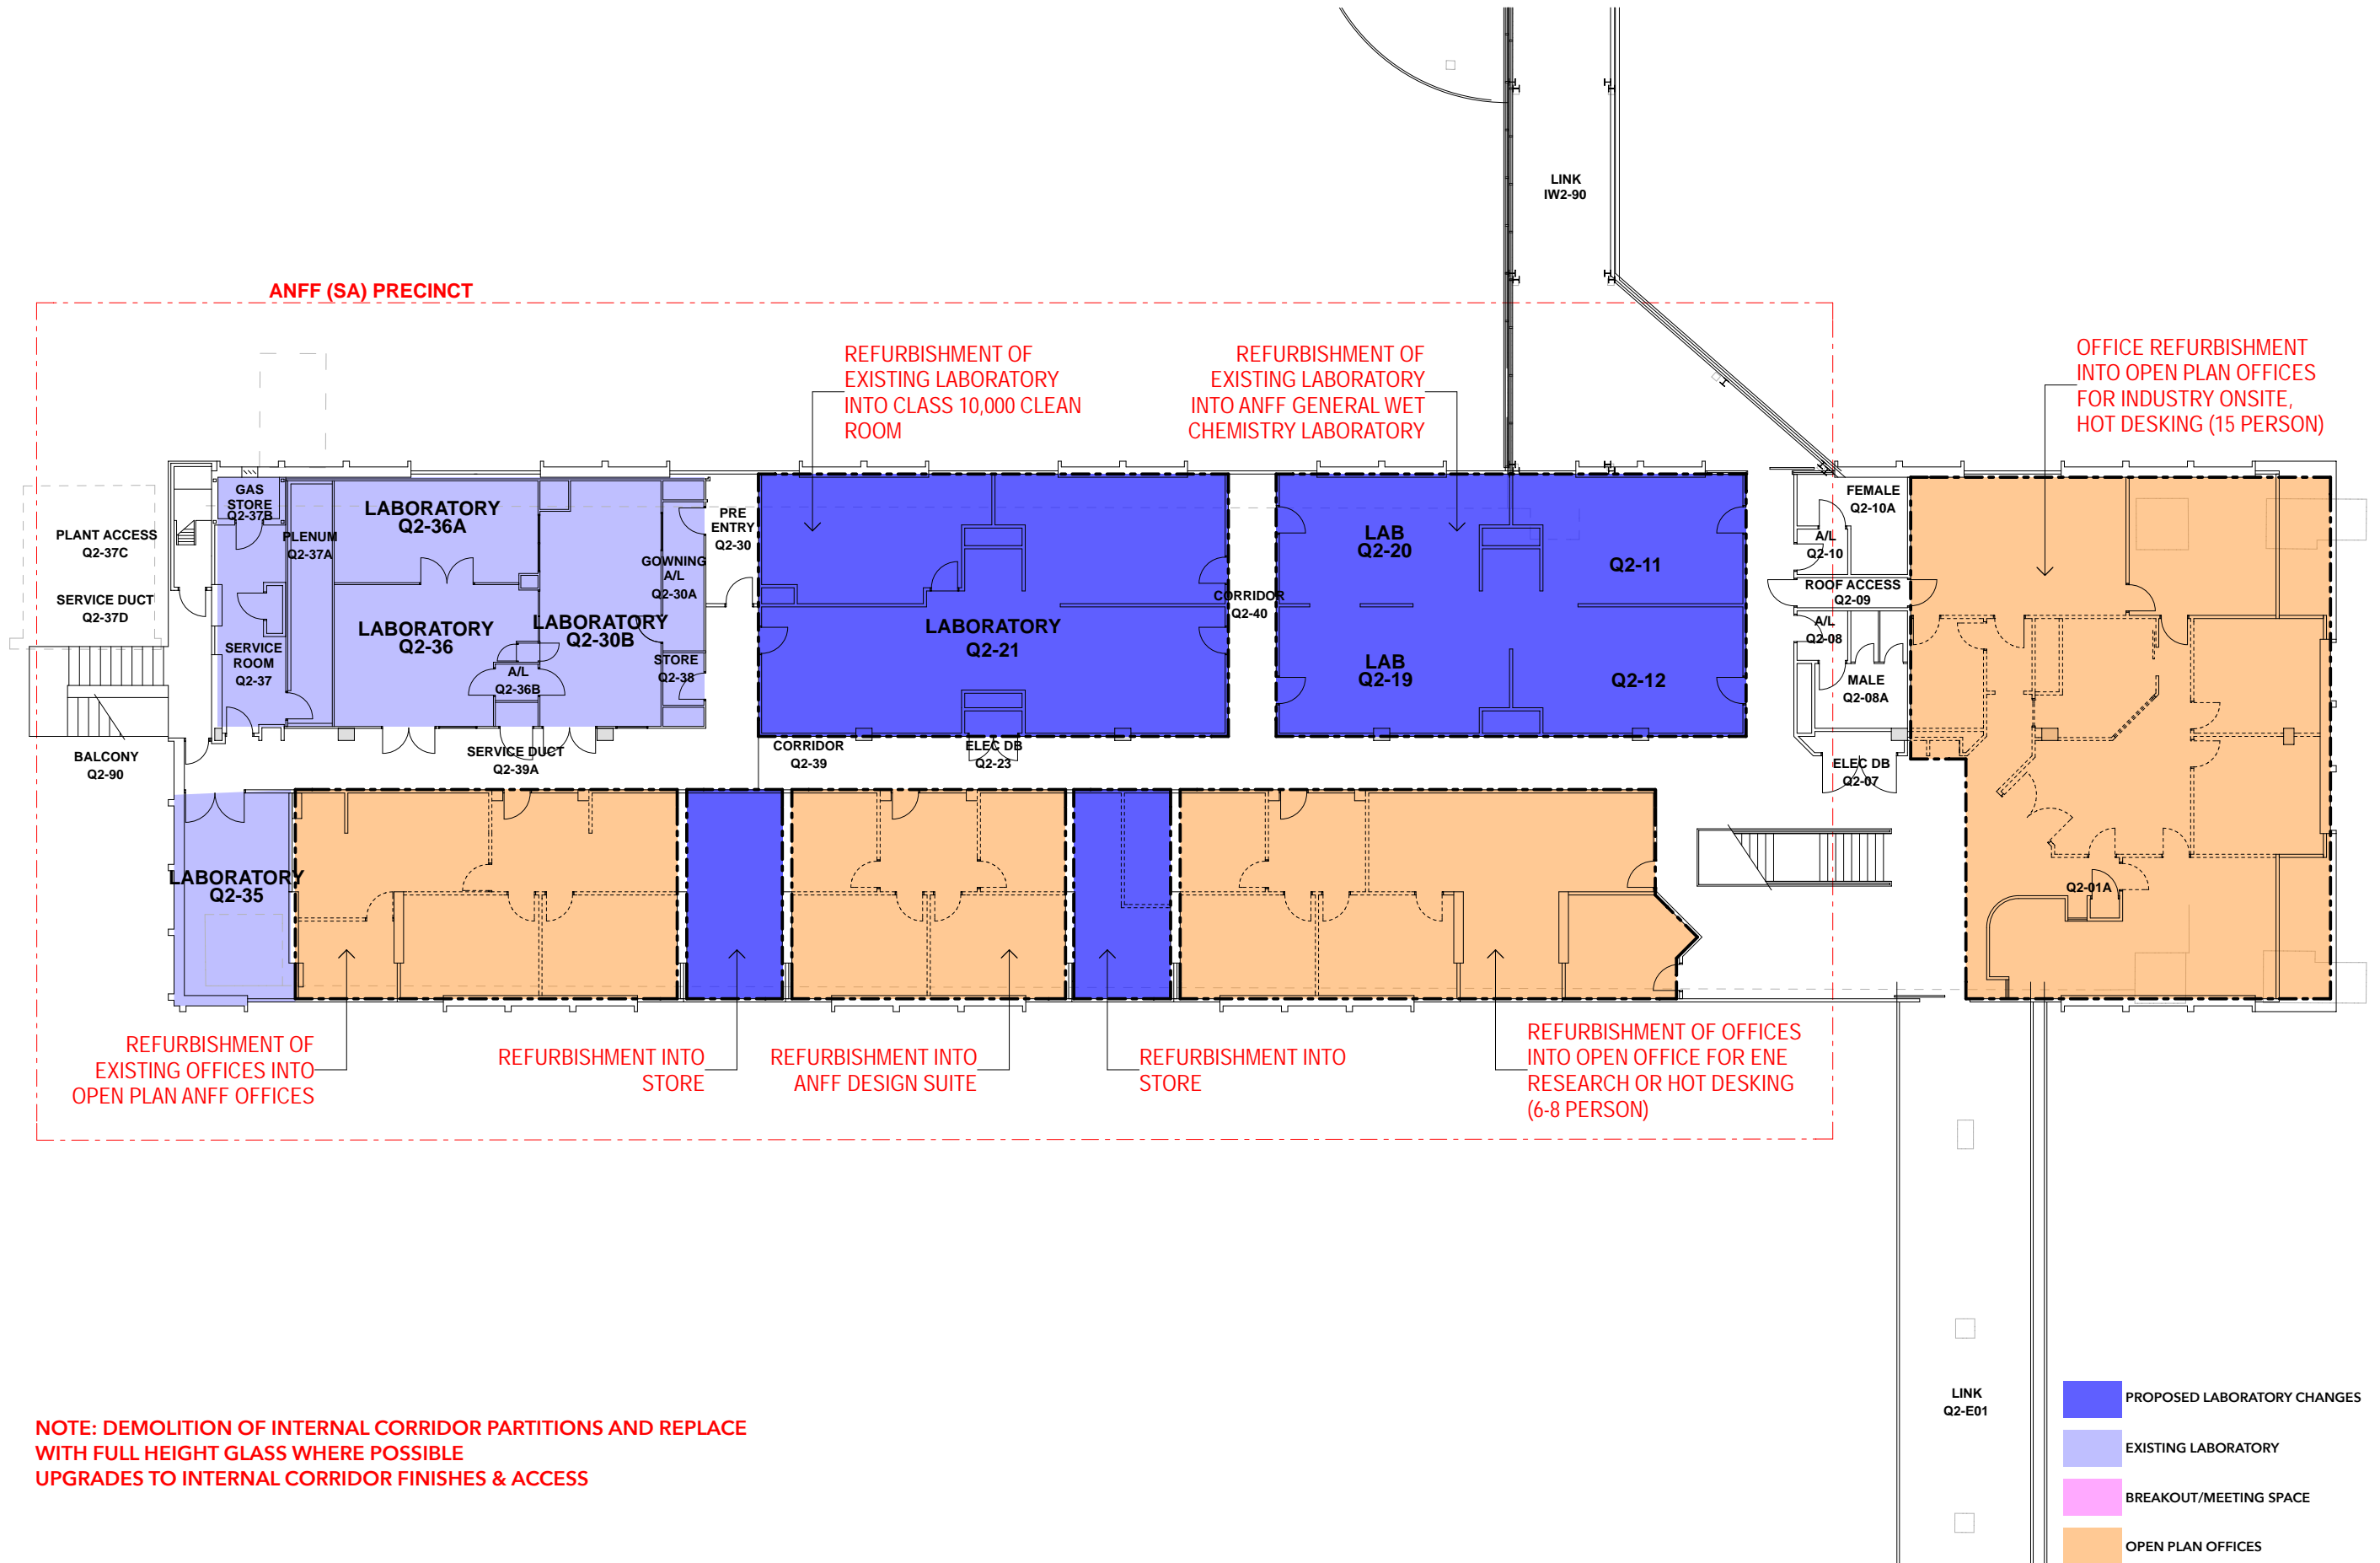 LINK
IW2-90
ANFF (SA) PRECINCT
REFURBISHMENT OF
EXISTING LABORATORY
INTO CLASS 10,000 CLEAN
ROOM
REFURBISHMENT OF
EXISTING LABORATORY
INTO ANFF GENERAL WET
CHEMISTRY LABORATORY
OFFICE REFURBISHMENT
INTO OPEN PLAN OFFICES
FOR INDUSTRY ONSITE,
HOT DESKING (15 PERSON)
PLANT ACCESS
Q2-37C
SERVICE DUCT
Q2-37D
GAS
STORE
Q2-37B
PLENUM
Q2-37A
LABORATORY
Q2-36A
LABORATORY
Q2-36
LABORATORY
Q2-30B
GOWNING
A/L
Q2-30A
PRE
ENTRY
Q2-30
SERVICE
ROOM
Q2-37
A/L
Q2-36B
STORE
Q2-38
LABORATORY
Q2-21
CORRIDOR
Q2-40
LAB
Q2-20
Q2-11
LAB
Q2-19
Q2-12
FEMALE
Q2-10A
A/L
Q2-10
ROOF ACCESS
Q2-09
A/L
Q2-08
MALE
Q2-08A
BALCONY
Q2-90
SERVICE DUCT
Q2-39A
CORRIDOR
Q2-39
ELEC DB
Q2-23
ELEC DB
Q2-07
LABORATORY
Q2-35
Q2-01A
REFURBISHMENT OF
EXISTING OFFICES INTO
OPEN PLAN ANFF OFFICES
REFURBISHMENT INTO
STORE
REFURBISHMENT INTO
ANFF DESIGN SUITE
REFURBISHMENT INTO
STORE
REFURBISHMENT OF OFFICES
INTO OPEN OFFICE FOR ENE
RESEARCH OR HOT DESKING
(6-8 PERSON)
LINK
Q2-E01
NOTE: DEMOLITION OF INTERNAL CORRIDOR PARTITIONS AND REPLACE
WITH FULL HEIGHT GLASS WHERE POSSIBLE
UPGRADES TO INTERNAL CORRIDOR FINISHES & ACCESS
PROPOSED LABORATORY CHANGES
EXISTING LABORATORY
BREAKOUT/MEETING SPACE
OPEN PLAN OFFICES